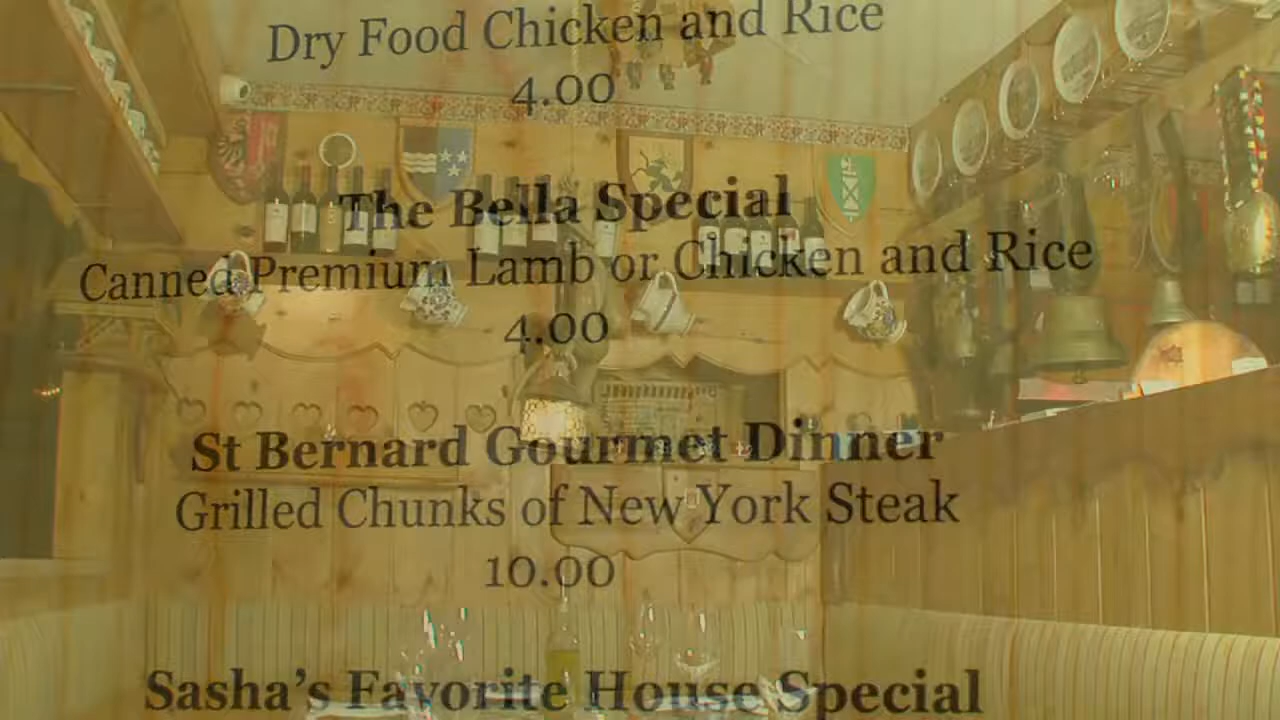 Dry Food Chicken and Rice
4.00
The Bella Special
Canned Premium Lamb or Chicken and Rice
4.00
St Bernard Gourmet Dinner
Grilled Chunks of New York Steak
10.00
Sasha's Favorite House Special